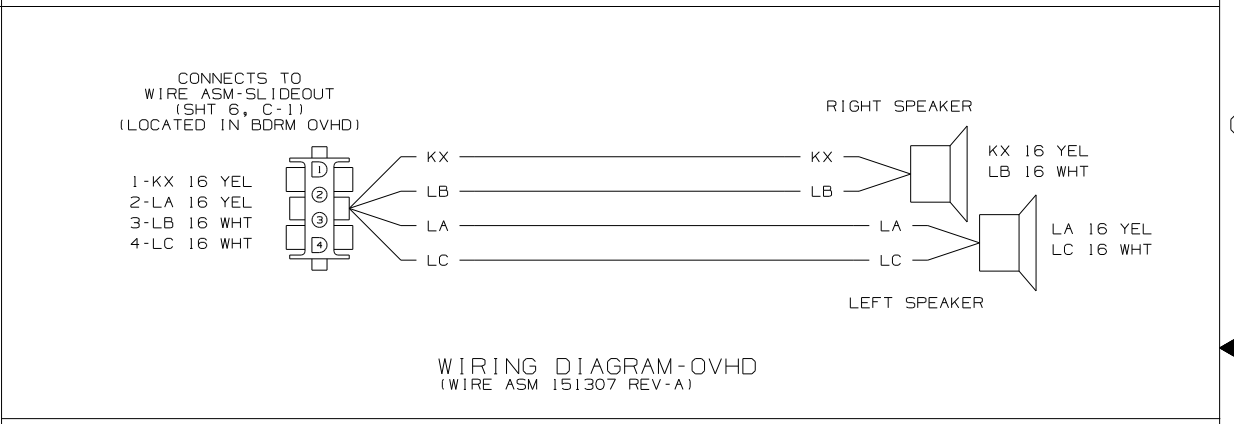 CONNECTS TO
WIRE ASM-SLIDEOUT
(SHT 6, C-1)
(LOCATED IN BDRM OVHD)
1-KX 16 YEL
2-LA 16 YEL
3-LB 16 WHT
4-LC 16 WHT
1
2
3
4
KX
LB
LA
LC
KX
LB
LA
LC
RIGHT SPEAKER
KX 16 YEL
LB 16 WHT
LA 16 YEL
LC 16 WHT
LEFT SPEAKER
WIRING DIAGRAM-OVHD
(WIRE ASM 151307 REV-A)